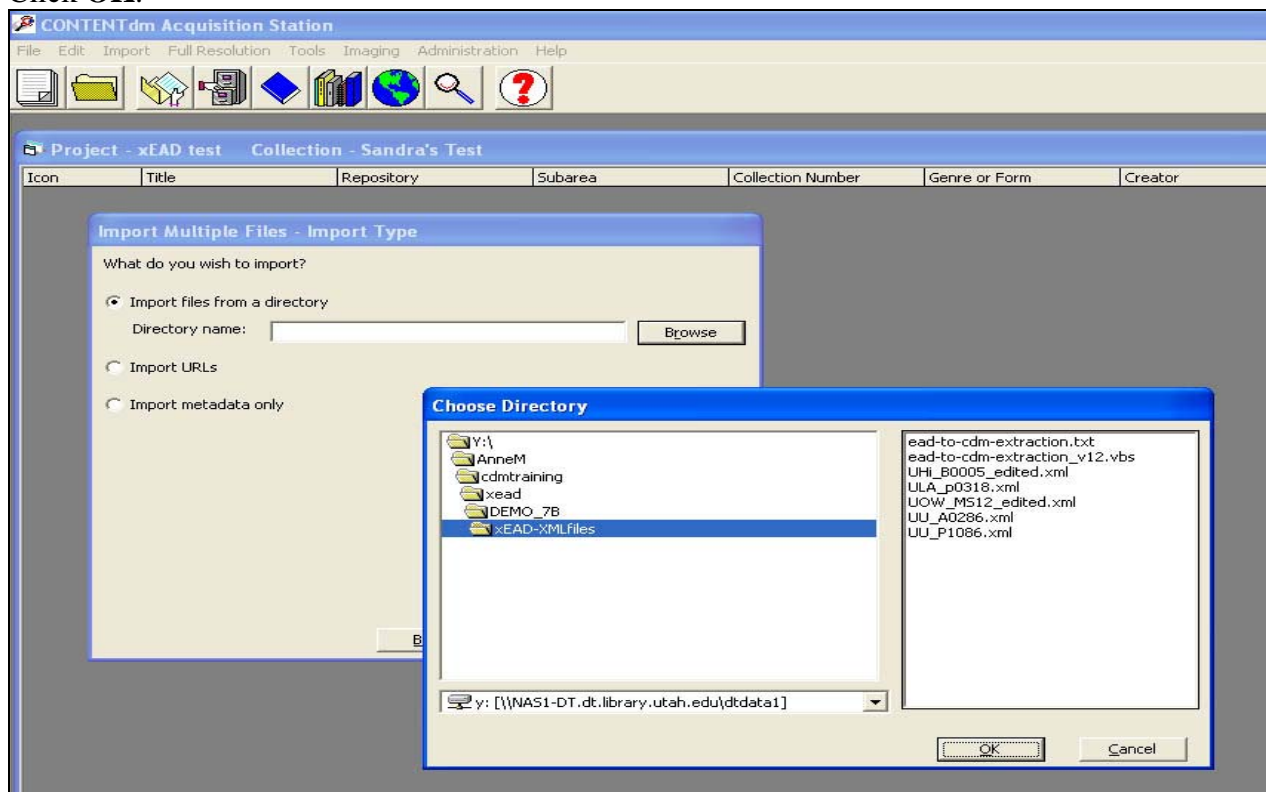 Click OK.
CONTENTdm Acquisition Station
File Edit Import Full Resolution Tools Imaging Administration Help
Project - xEAD test Collection - Sandra's Test
Icon Title Repository Subarea Collection Number Genre or Form Creator
Import Multiple Files - Import Type
What do you wish to import?
Import files from a directory
Directory name: Browse
Import URLs
Import metadata only
B
Choose Directory
Y:\
AnneM
cdmtraining
xead
DEMO_7B
xEAD-XMLfiles
ead-to-cdm-extraction.txt
ead-to-cdm-extraction_v12.vbs
UHi_B0005_edited.xml
ULA_p0318.xml
UOW_MS12_edited.xml
UU_A0286.xml
UU_P1086.xml
y: [\\NAS1-DT.dt.library.utah.edu\dtdata1]
OK Cancel